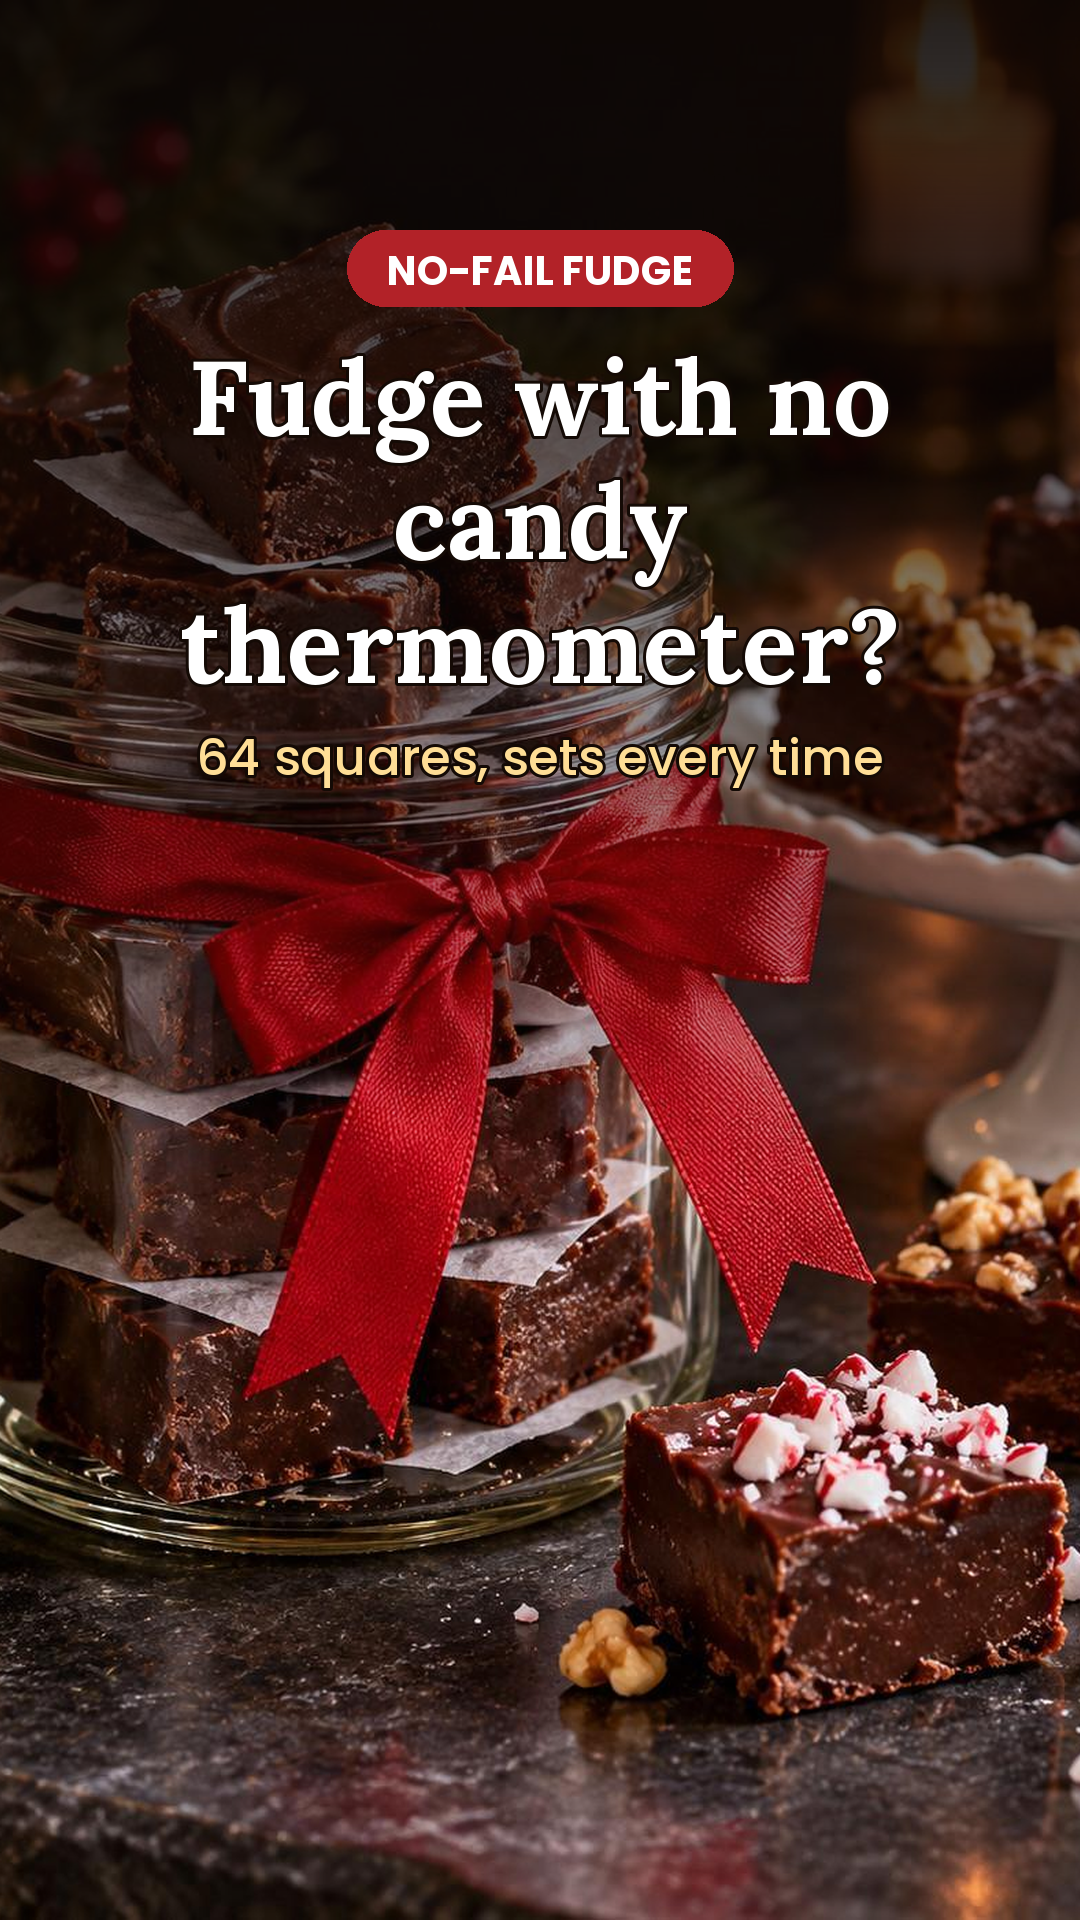 NO-FAIL FUDGE
Fudge with no
candy
thermometer?
64 squares, sets every time